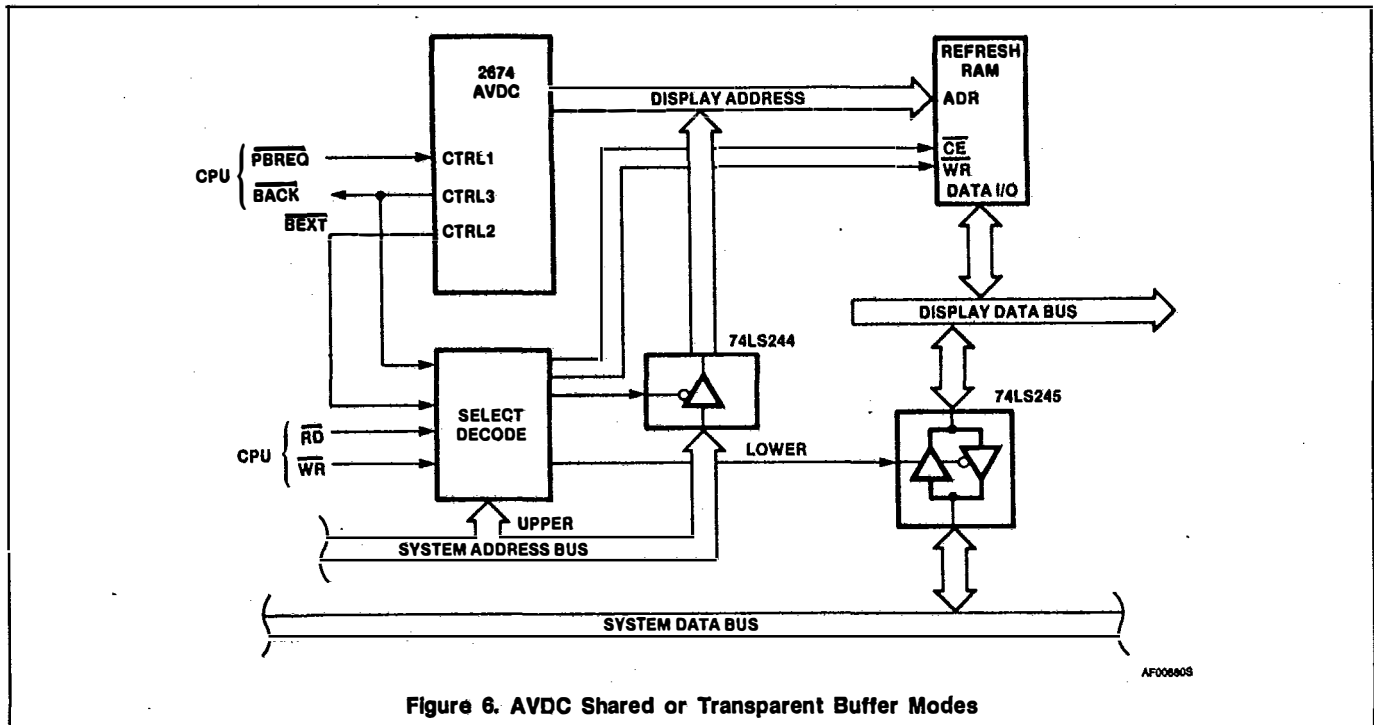 2674
AVDC
REFRESH
RAM
DISPLAY ADDRESS
ADR
CE
WR
DATA I/O
CPU
PBREQ
CTRL1
BACK
CTRL3
BEXT
CTRL2
DISPLAY DATA BUS
74LS244
74LS245
SELECT
DECODE
CPU
RD
WR
LOWER
UPPER
SYSTEM ADDRESS BUS
SYSTEM DATA BUS
Figure 6. AVDC Shared or Transparent Buffer Modes